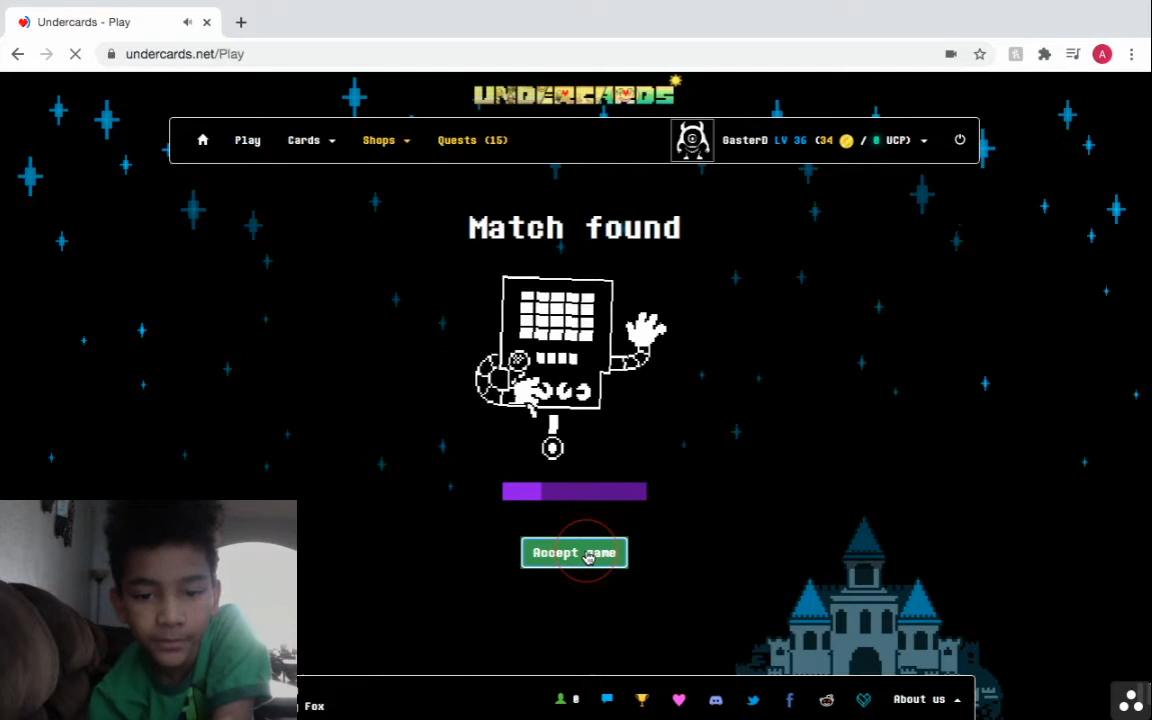 Undercards - Play
undercards.net/Play
A
UNDERCARDS
Play Cards Shops Quests (15) GasterD LV 36 (34 / 0 UCP)
Match found
Accept game
g Fox 8 About us